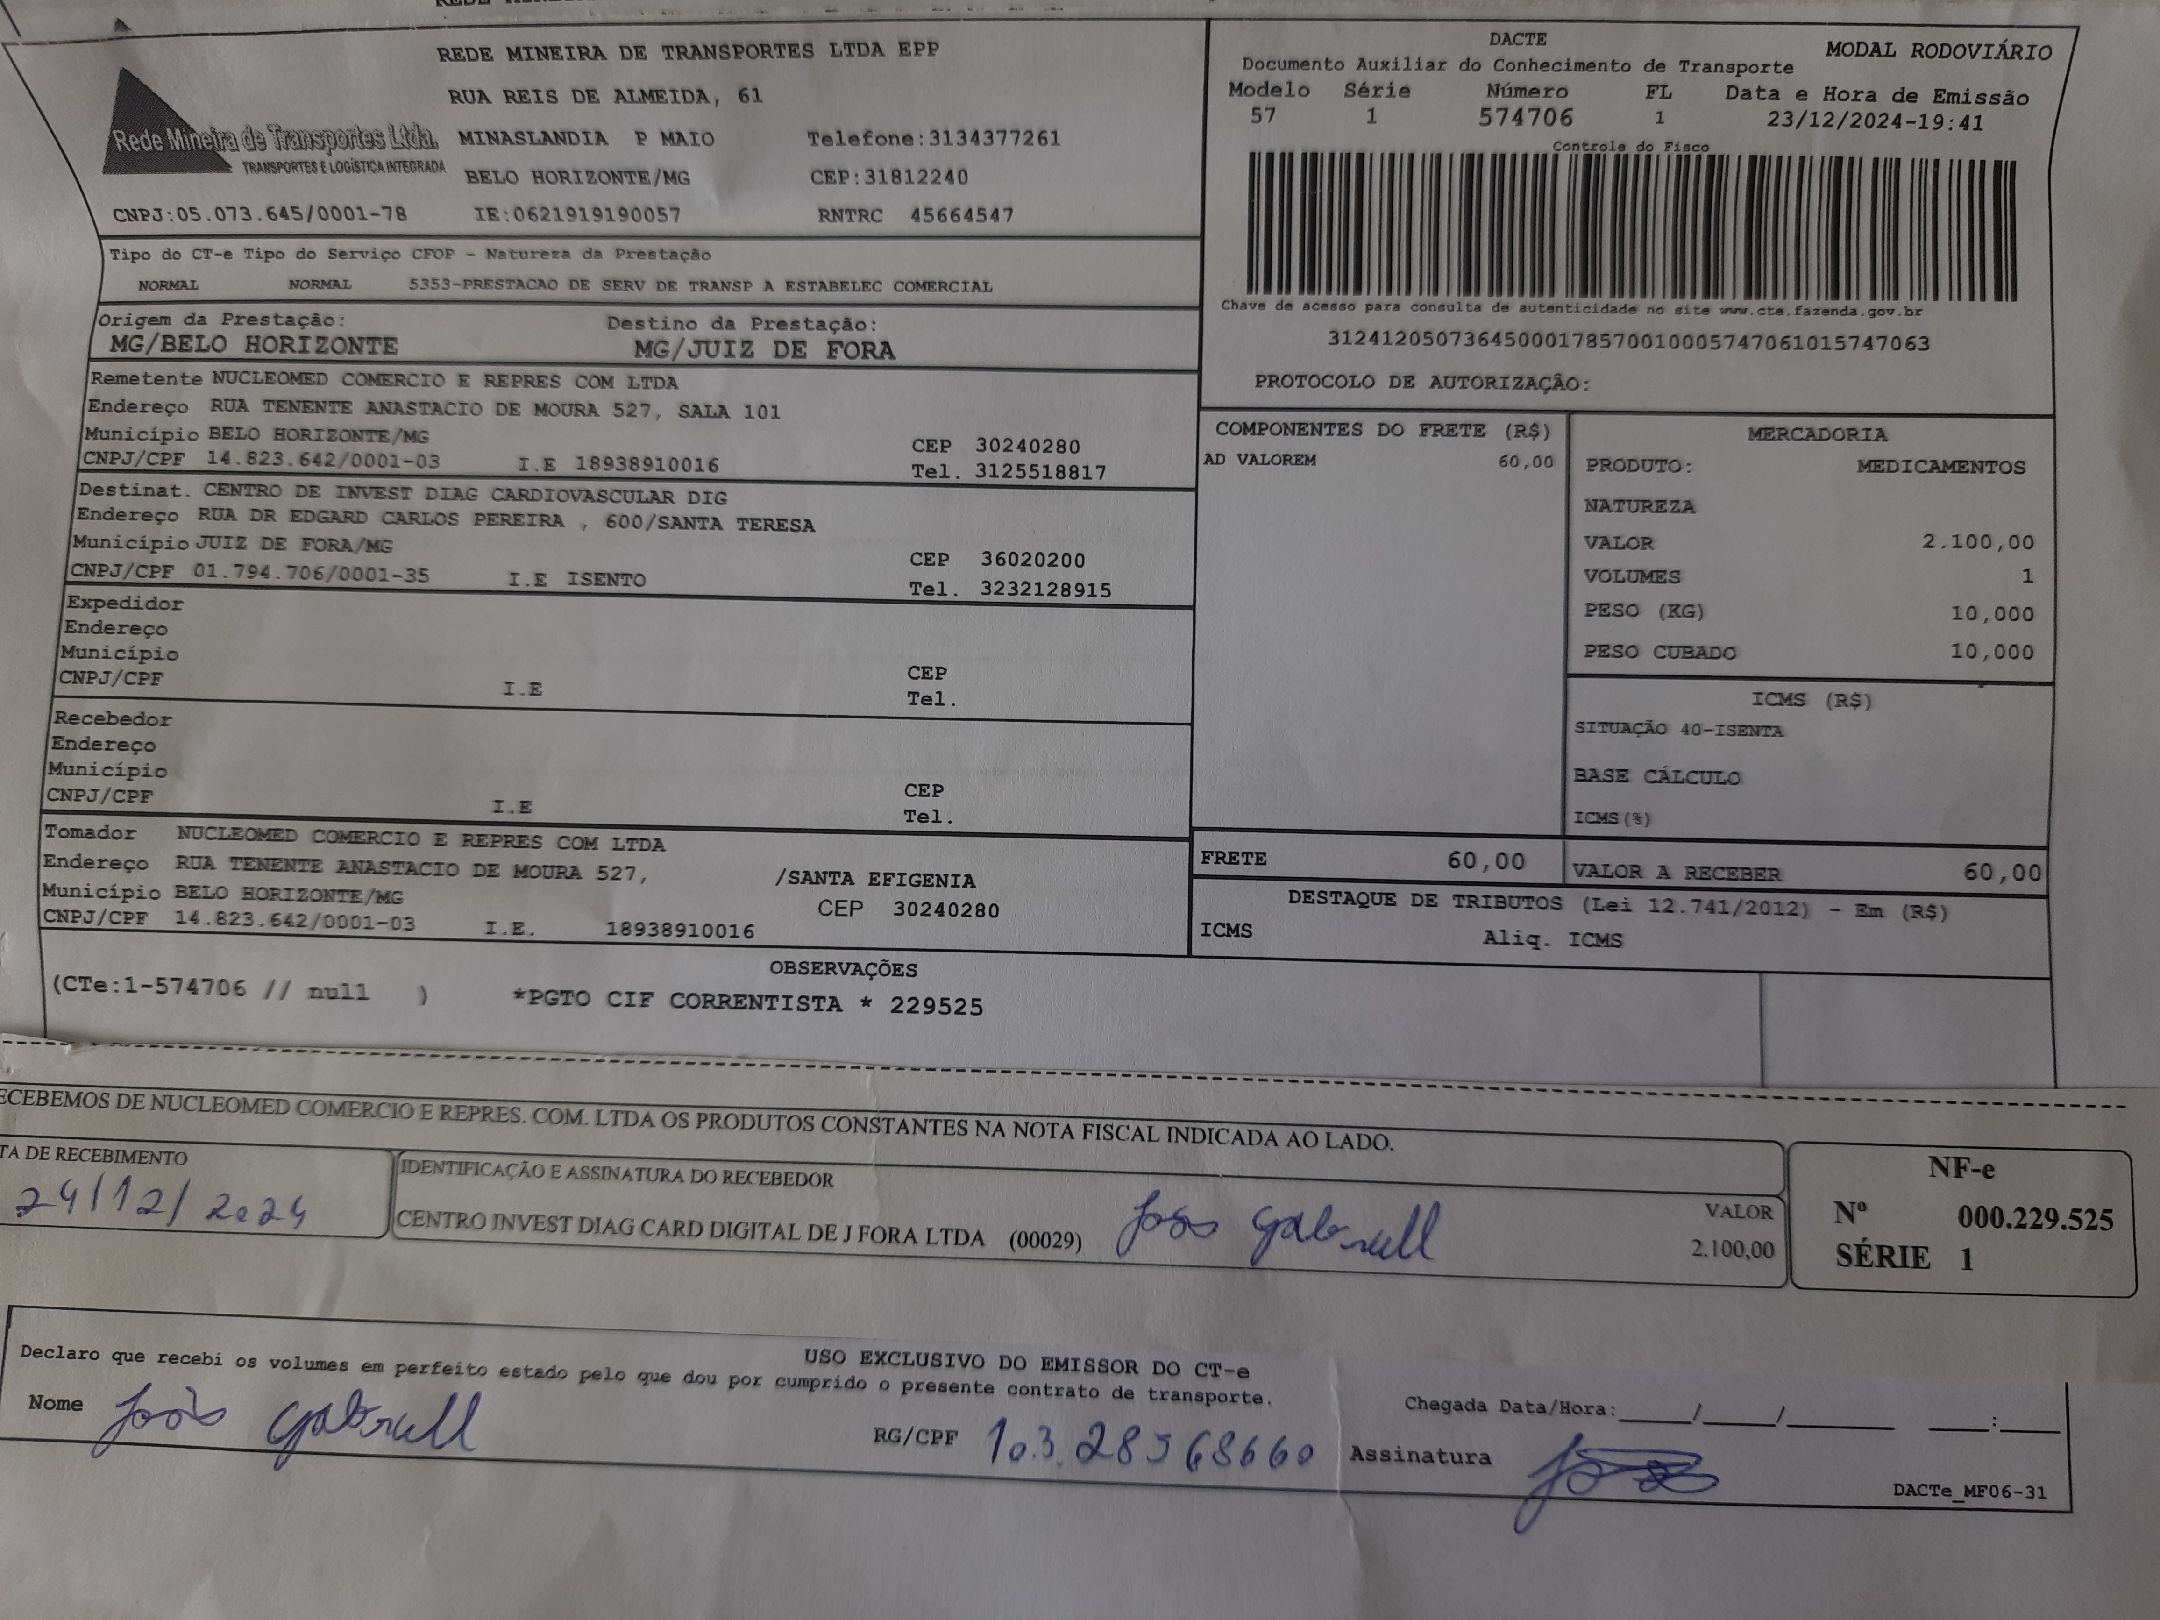 REDE MINEIRA DE TRANSPORTES LTDA EPP
RUA REIS DE ALMEIDA, 61
Rede Mineira de Transportes Ltda.
TRANSPORTES E LOGÍSTICA INTEGRADA
MINASLANDIA P MAIO Telefone:3134377261
BELO HORIZONTE/MG CEP:31812240
CNPJ:05.073.645/0001-78 IE:0621919190057 RNTRC 45664547
DACTE MODAL RODOVIÁRIO
Documento Auxiliar do Conhecimento de Transporte
Modelo Série Número FL Data e Hora de Emissão
57 1 574706 1 23/12/2024-19:41
Controle do Fisco
Chave de acesso para consulta de autenticidade no site www.cte.fazenda.gov.br
31241205073645000178570010005747061015747063
PROTOCOLO DE AUTORIZAÇÃO:
Tipo do CT-e Tipo do Serviço CFOP - Natureza da Prestação
NORMAL NORMAL 5353-PRESTACAO DE SERV DE TRANSP A ESTABELEC COMERCIAL
Origem da Prestação: Destino da Prestação:
MG/BELO HORIZONTE MG/JUIZ DE FORA
Remetente NUCLEOMED COMERCIO E REPRES COM LTDA
Endereço RUA TENENTE ANASTACIO DE MOURA 527, SALA 101
Município BELO HORIZONTE/MG CEP 30240280
CNPJ/CPF 14.823.642/0001-03 I.E 18938910016 Tel. 3125518817
Destinat. CENTRO DE INVEST DIAG CARDIOVASCULAR DIG
Endereço RUA DR EDGARD CARLOS PEREIRA , 600/SANTA TERESA
Município JUIZ DE FORA/MG CEP 36020200
CNPJ/CPF 01.794.706/0001-35 I.E ISENTO Tel. 3232128915
Expedidor
Endereço
Município CEP
CNPJ/CPF I.E Tel.
Recebedor
Endereço
Município CEP
CNPJ/CPF I.E Tel.
Tomador NUCLEOMED COMERCIO E REPRES COM LTDA
Endereço RUA TENENTE ANASTACIO DE MOURA 527, /SANTA EFIGENIA
Município BELO HORIZONTE/MG CEP 30240280
CNPJ/CPF 14.823.642/0001-03 I.E. 18938910016
COMPONENTES DO FRETE (R$)
AD VALOREM 60,00
MERCADORIA
PRODUTO: MEDICAMENTOS
NATUREZA
VALOR 2.100,00
VOLUMES 1
PESO (KG) 10,000
PESO CUBADO 10,000
ICMS (R$)
SITUAÇÃO 40-ISENTA
BASE CÁLCULO
ICMS(%)
FRETE 60,00 VALOR A RECEBER 60,00
DESTAQUE DE TRIBUTOS (Lei 12.741/2012) - Em (R$)
ICMS Aliq. ICMS
OBSERVAÇÕES
(CTe:1-574706 // null ) *PGTO CIF CORRENTISTA * 229525
ECEBEMOS DE NUCLEOMED COMERCIO E REPRES. COM. LTDA OS PRODUTOS CONSTANTES NA NOTA FISCAL INDICADA AO LADO.
TA DE RECEBIMENTO IDENTIFICAÇÃO E ASSINATURA DO RECEBEDOR
24/12/2024 CENTRO INVEST DIAG CARD DIGITAL DE J FORA LTDA (00029) João Gabriell
VALOR
2.100,00
NF-e
Nº 000.229.525
SÉRIE 1
USO EXCLUSIVO DO EMISSOR DO CT-e
Declaro que recebi os volumes em perfeito estado pelo que dou por cumprido o presente contrato de transporte.
Nome João Gabriell RG/CPF Chegada Data/Hora:____/____/______ ___:___
Assinatura
DACTe_MF06-31